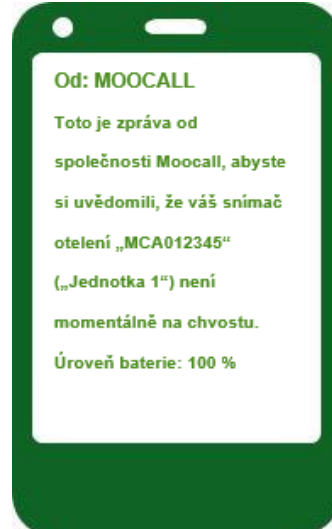 Od: MOOCALL
Toto je zpráva od
společnosti Moocall, abyste
si uvědomili, že váš snímač
otelení „MCA012345“
(„Jednotka 1“) není
momentálně na chvostu.
Úroveň baterie: 100 %